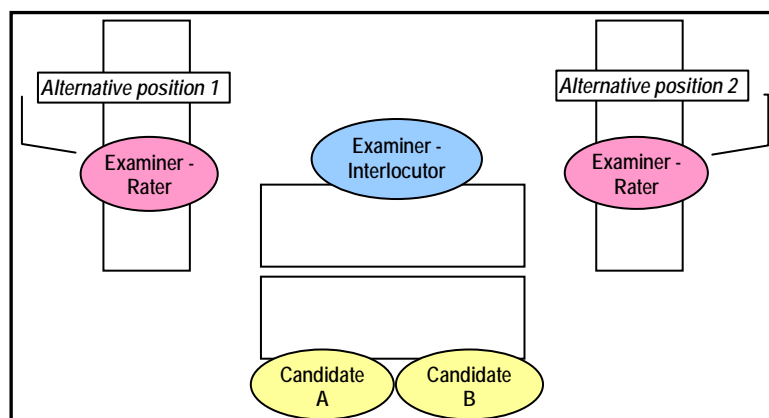 Alternative position 1
Alternative position 2
Examiner -
Interlocutor
Examiner -
Rater
Examiner -
Rater
Candidate
A
Candidate
B